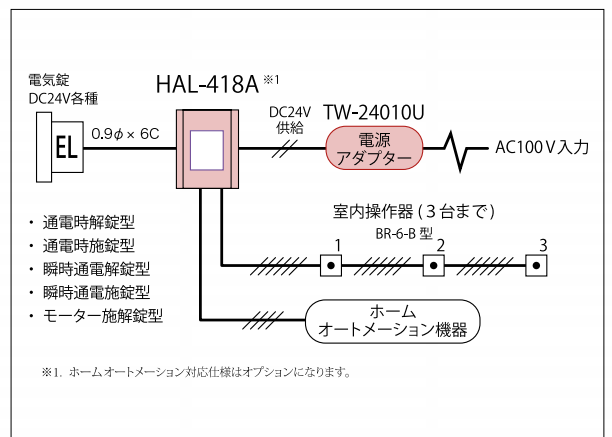 電気錠
DC24V各種
HAL-418A ※1
EL
0.9φ× 6C
DC24V
供給
TW-24010U
電源
アダプター
AC100V入力
・ 通電時解錠型
・ 通電時施錠型
・ 瞬時通電解錠型
・ 瞬時通電施錠型
・ モーター施解錠型
室内操作器 ( 3 台まで )
BR-6-B 型
1
2
3
ホーム
オートメーション機器
※1. ホームオートメーション対応仕様はオプションになります。